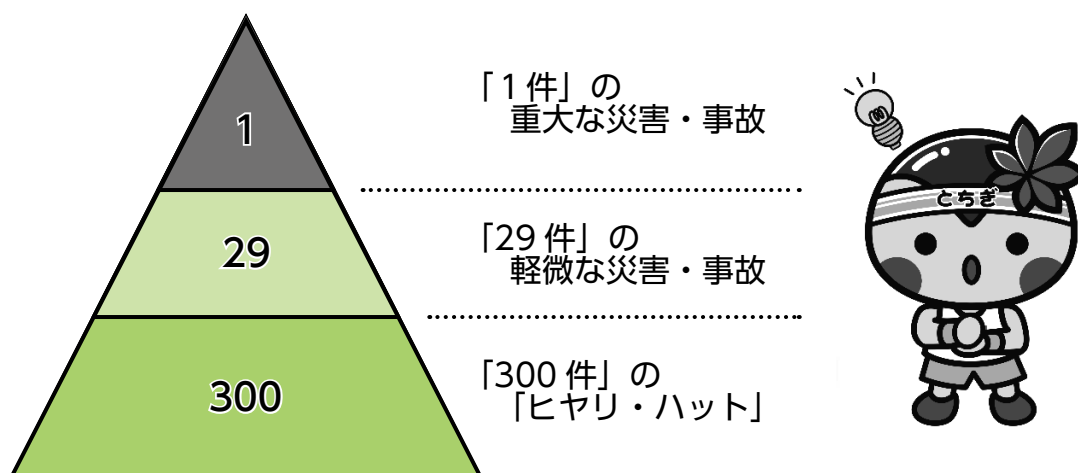 1
「1件」の
重大な災害・事故
とちぎ
29
「29件」の
軽微な災害・事故
300
「300件」の
「ヒヤリ・ハット」